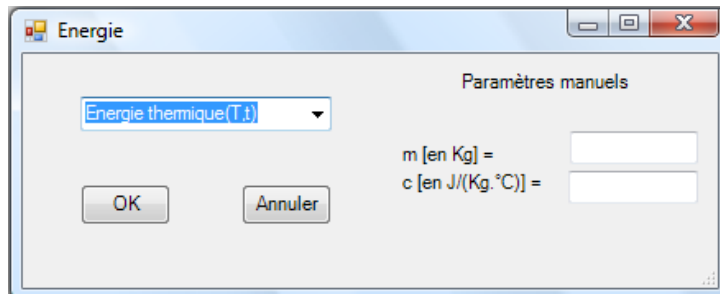 Energie
Paramètres manuels
Energie thermique(T,t)
m [en Kg] =
c [en J/(Kg.°C)] =
OK
Annuler